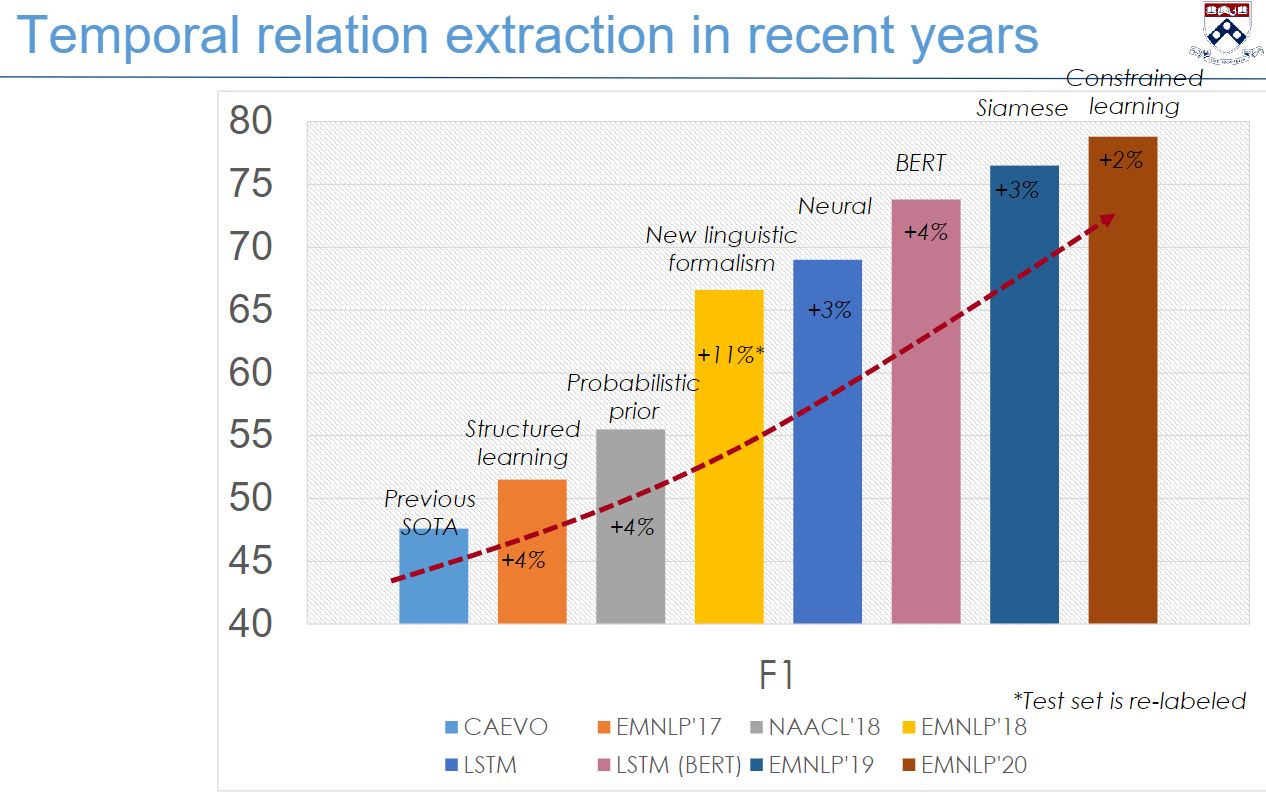 Temporal relation extraction in recent years
Constrained
learning
Siamese
80
+2%
BERT
75
+3%
Neural
New linguistic
formalism
70
+4%
65
+3%
+11%*
60
Probabilistic
prior
55
Structured
learning
50
Previous
SOTA
+4%
45
+4%
40
F1
*Test set is re-labeled
CAEVO EMNLP'17 NAACL'18 EMNLP'18
LSTM LSTM (BERT) EMNLP'19 EMNLP'20